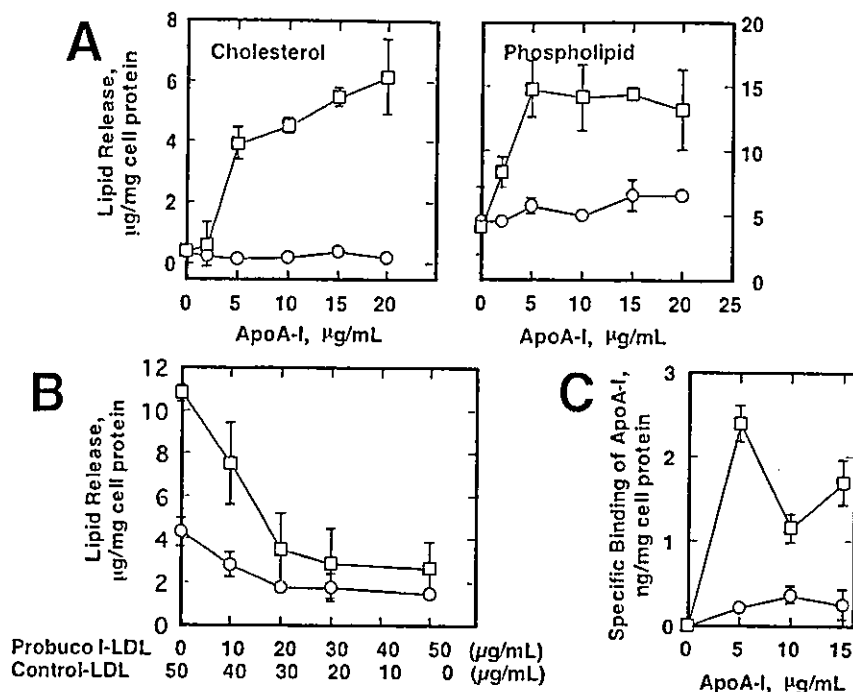 A
Cholesterol
Phospholipid
Lipid Release,
µg/mg cell protein
8
6
4
2
0
20
15
10
5
0
0 5 10 15 20
0 5 10 15 20 25
ApoA-I, µg/mL
ApoA-I, µg/mL
B
Lipid Release,
µg/mg cell protein
12
10
8
6
4
2
0
0 10 20 30 40 50
Probuco l-LDL (µg/mL)
Control-LDL (µg/mL)
50 40 30 20 10 0
C
Specific Binding of ApoA-I,
ng/mg cell protein
3
2
1
0
0 5 10 15
ApoA-I, µg/mL